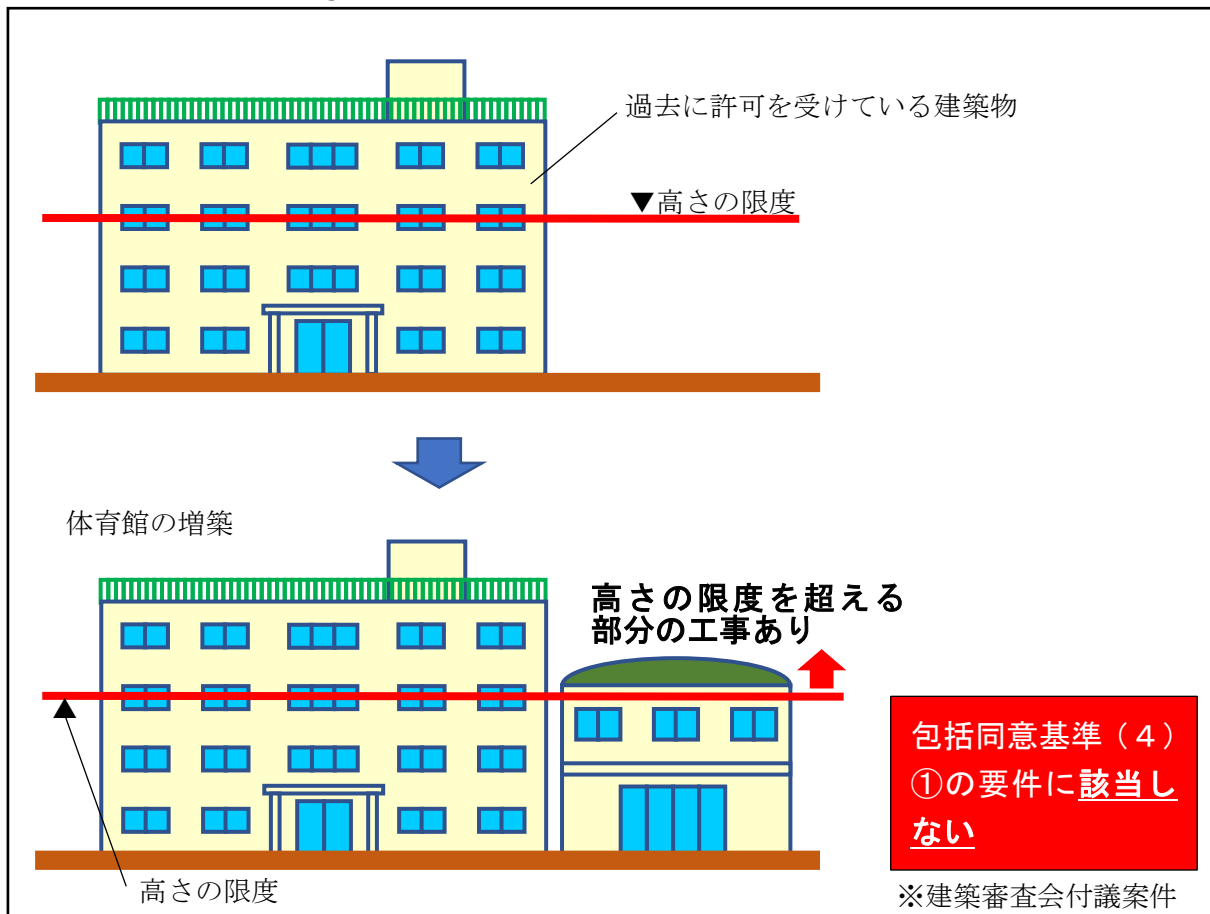 過去に許可を受けている建築物
▼高さの限度
体育館の増築
高さの限度を超える
部分の工事あり
包括同意基準（４）
①の要件に該当し
ない
高さの限度
※建築審査会付議案件